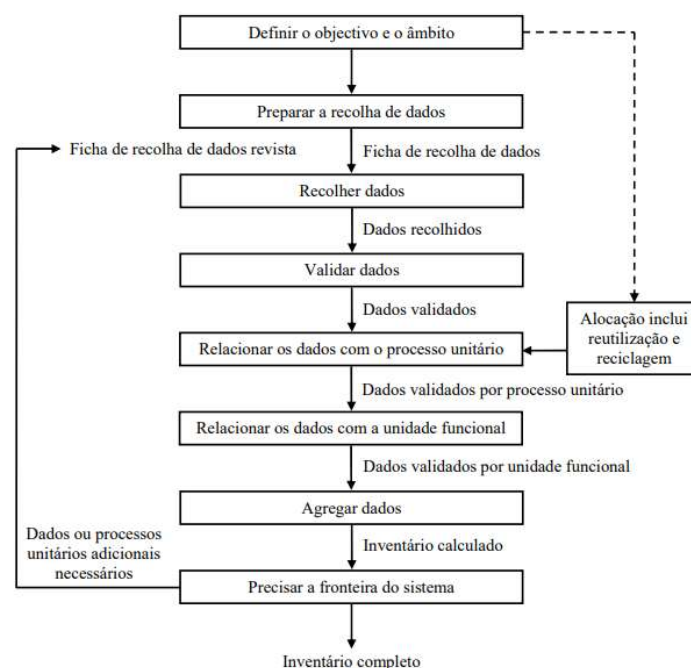 Definir o objectivo e o âmbito
Preparar a recolha de dados
Ficha de recolha de dados revista
Ficha de recolha de dados
Recolher dados
Dados recolhidos
Validar dados
Dados validados
Alocação inclui
reutilização e
reciclagem
Relacionar os dados com o processo unitário
Dados validados por processo unitário
Relacionar os dados com a unidade funcional
Dados validados por unidade funcional
Agregar dados
Dados ou processos
unitários adicionais
necessários
Inventário calculado
Precisar a fronteira do sistema
Inventário completo